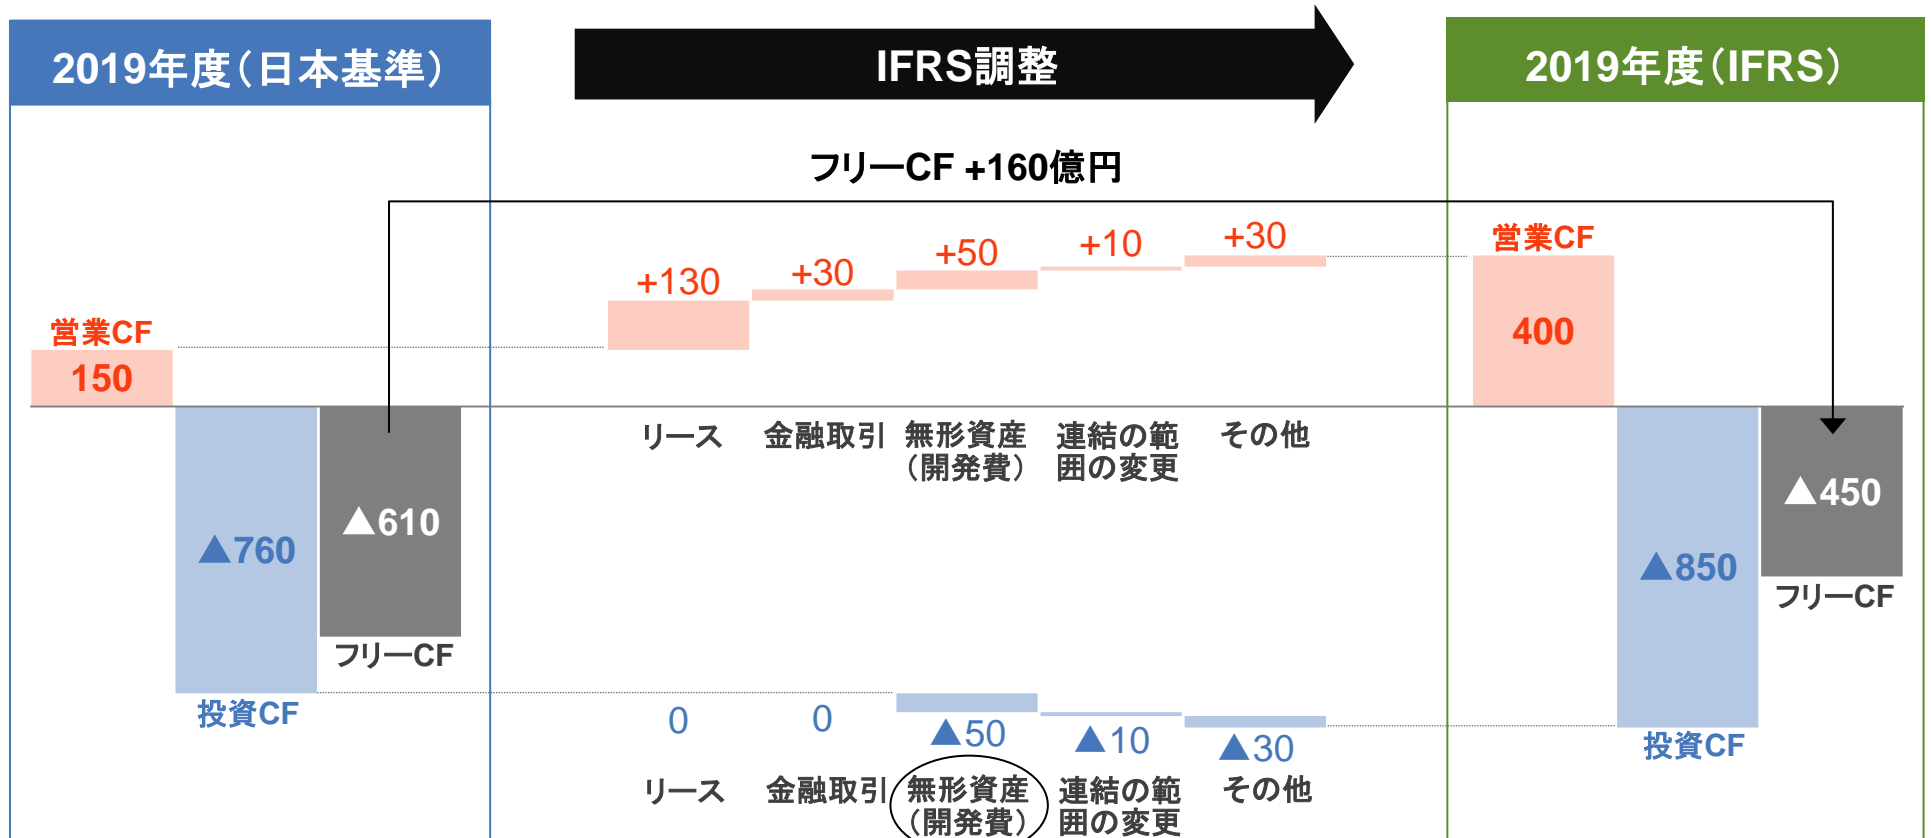 2019年度(日本基準)
IFRS調整
2019年度(IFRS)
フリーCF +160億円
営業CF
150
▲760
▲610
フリーCF
投資CF
+130
+30
+50
+10
+30
リース
金融取引
無形資産
(開発費)
連結の範
囲の変更
その他
0
0
▲50
▲10
▲30
リース
金融取引
無形資産
(開発費)
連結の範
囲の変更
その他
営業CF
400
▲850
▲450
フリーCF
投資CF